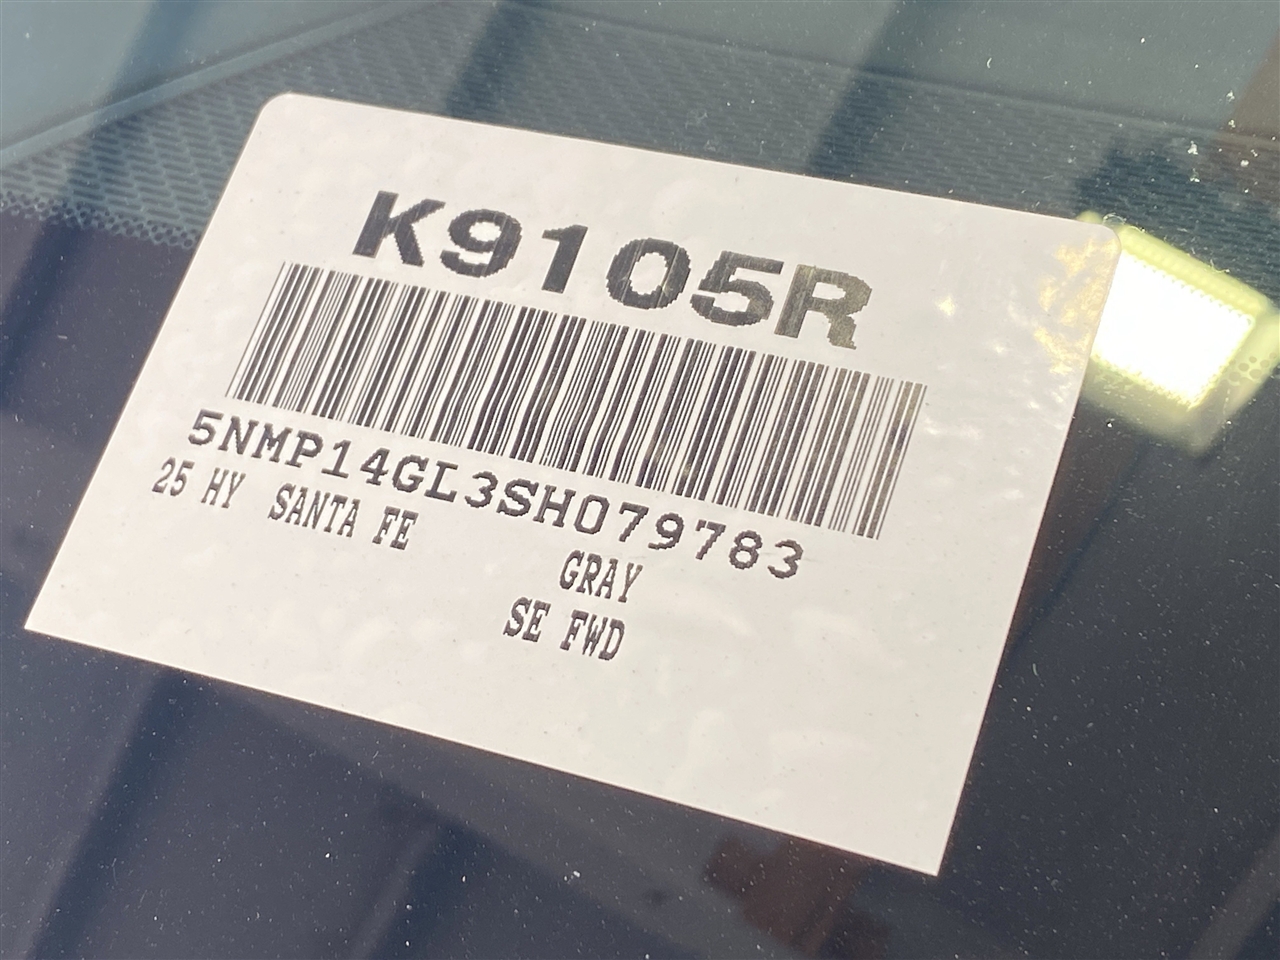 K9105R
5NMP14GL3SH079783
25 HY SANTA FE
GRAY
SE FWD